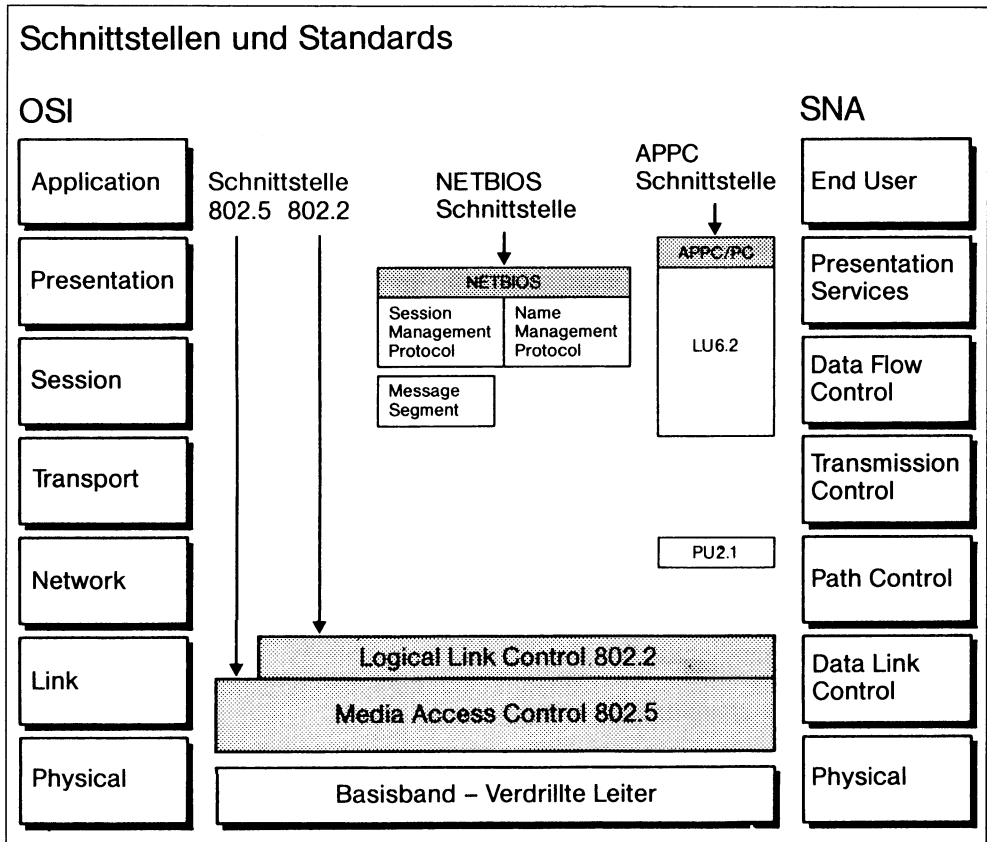 Schnittstellen und Standards
OSI
Application
Presentation
Session
Transport
Network
Link
Physical
Schnittstelle
802.5 802.2
NETBIOS
Schnittstelle
NETBIOS
Session
Management
Protocol
Name
Management
Protocol
Message
Segment
APPC
Schnittstelle
APPC/PC
LU6.2
PU2.1
Logical Link Control 802.2
Media Access Control 802.5
Basisband – Verdrillte Leiter
SNA
End User
Presentation
Services
Data Flow
Control
Transmission
Control
Path Control
Data Link
Control
Physical